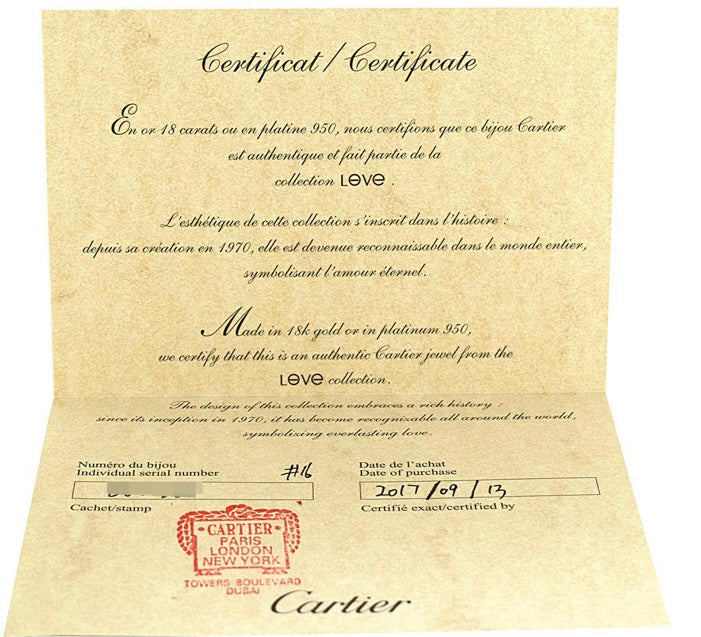 Certificat / Certificate
En or 18 carats ou en platine 950, nous certifions que ce bijou Cartier
est authentique et fait partie de la
collection LOVE .
L'esthétique de cette collection s'inscrit dans l'histoire :
depuis sa création en 1970, elle est devenue reconnaissable dans le monde entier,
symbolisant l'amour éternel.
Made in 18k gold or in platinum 950,
we certify that this is an authentic Cartier jewel from the
LOVE collection.
The design of this collection embraces a rich history :
since its inception in 1970, it has become recognizable all around the world,
symbolizing everlasting love.
Numéro du bijou
Individual serial number #16
Date de l'achat
Date of purchase
2017/09/13
Cachet/stamp
Certifié exact/certified by
CARTIER
PARIS
LONDON
NEW YORK
TOWERS BOULEVARD
DUBAI
Cartier